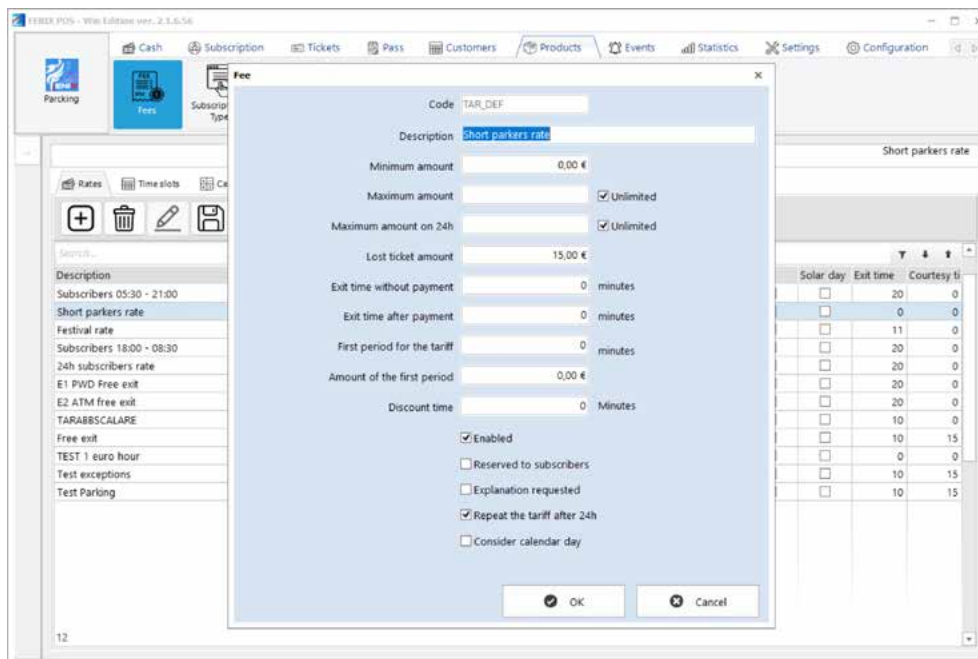 FENIX POS - Win Edition ver. 2.1.6.56
Cash Subscription Tickets Pass Customers Products Events Statistics Settings Configuration
Parcking
Fees
Type
Fee
Code TAR_DEF
Description Short parkers rate
Minimum amount 0,00 €
Maximum amount Unlimited
Maximum amount on 24h Unlimited
Lost ticket amount 15,00 €
Exit time without payment 0 minutes
Exit time after payment 0 minutes
First period for the tariff 0 minutes
Amount of the first period 0,00 €
Discount time 0 Minutes
Enabled
Reserved to subscribers
Explanation requested
Repeat the tariff after 24h
Consider calendar day
OK Cancel
Short parkers rate
Rates Time slots
Search...
Description Solar day Exit time Courtesy ti
Subscribers 05:30 - 21:00 20 0
Short parkers rate 0 0
Festival rate 11 0
Subscribers 18:00 - 08:30 20 0
24h subscribers rate 20 0
E1 PWD Free exit 20 0
E2 ATM free exit 20 0
TARABBSCALARE 10 0
Free exit 10 15
TEST 1 euro hour 0 0
Test exceptions 10 15
Test Parking 10 15
12